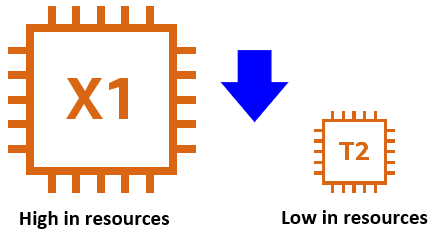 X1
T2
High in resources
Low in resources